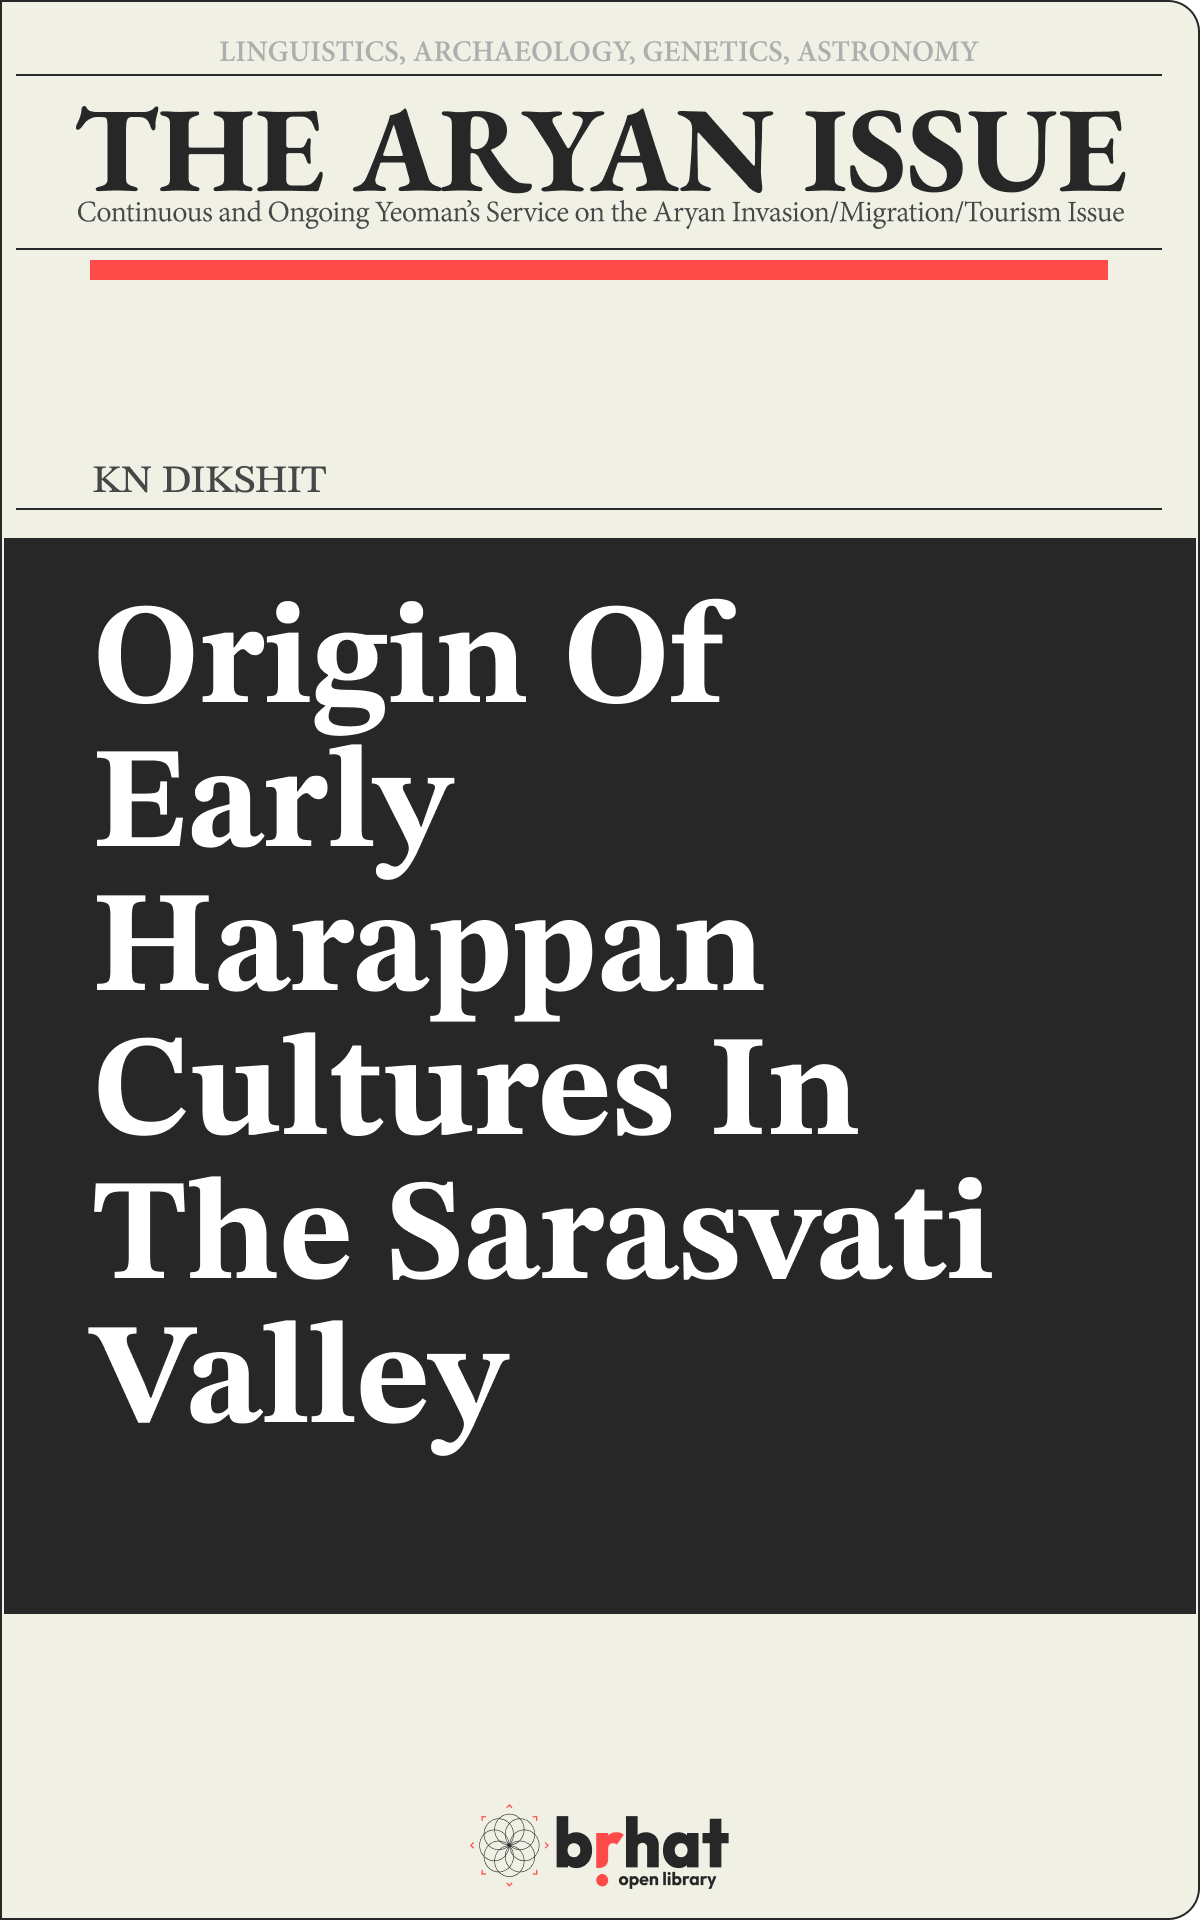 LINGUISTICS, ARCHAEOLOGY, GENETICS, ASTRONOMY
THE ARYAN ISSUE
Continuous and Ongoing Yeoman’s Service on the Aryan Invasion/Migration/Tourism Issue
KN DIKSHIT
Origin Of
Early
Harappan
Cultures In
The Sarasvati
Valley
bṛhat
open library